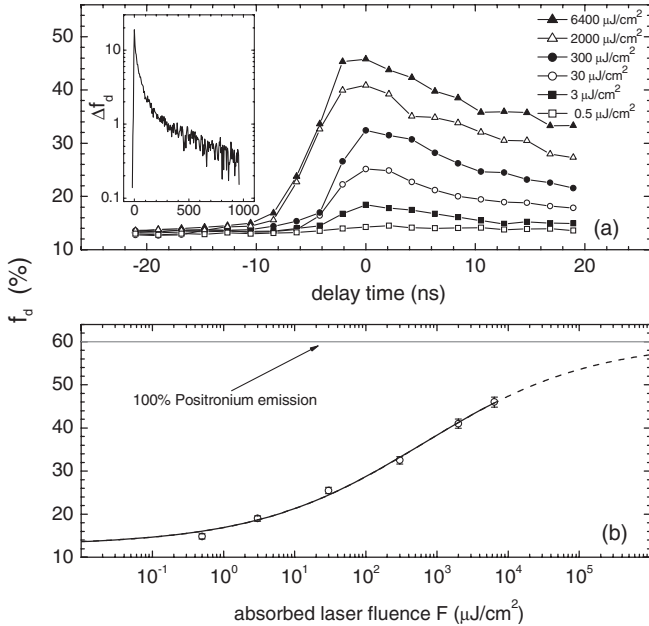 6400 μJ/cm²
2000 μJ/cm²
300 μJ/cm²
30 μJ/cm²
3 μJ/cm²
0.5 μJ/cm²
10
1
0.1
Δf_d
0 500 1000
60
50
40
30
20
10
(a)
-20 -10 0 10 20
delay time (ns)
f_d (%)
60
50
40
30
20
10
100% Positronium emission
(b)
10⁻¹ 10⁰ 10¹ 10² 10³ 10⁴ 10⁵
absorbed laser fluence F (μJ/cm²)